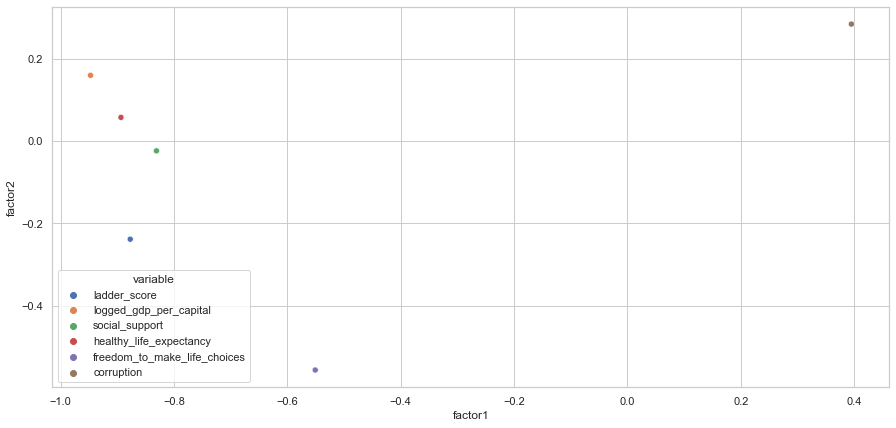 0.2
0.0
−0.2
−0.4
factor2
variable
ladder_score
logged_gdp_per_capital
social_support
healthy_life_expectancy
freedom_to_make_life_choices
corruption
−1.0 −0.8 −0.6 −0.4 −0.2 0.0 0.2 0.4
factor1